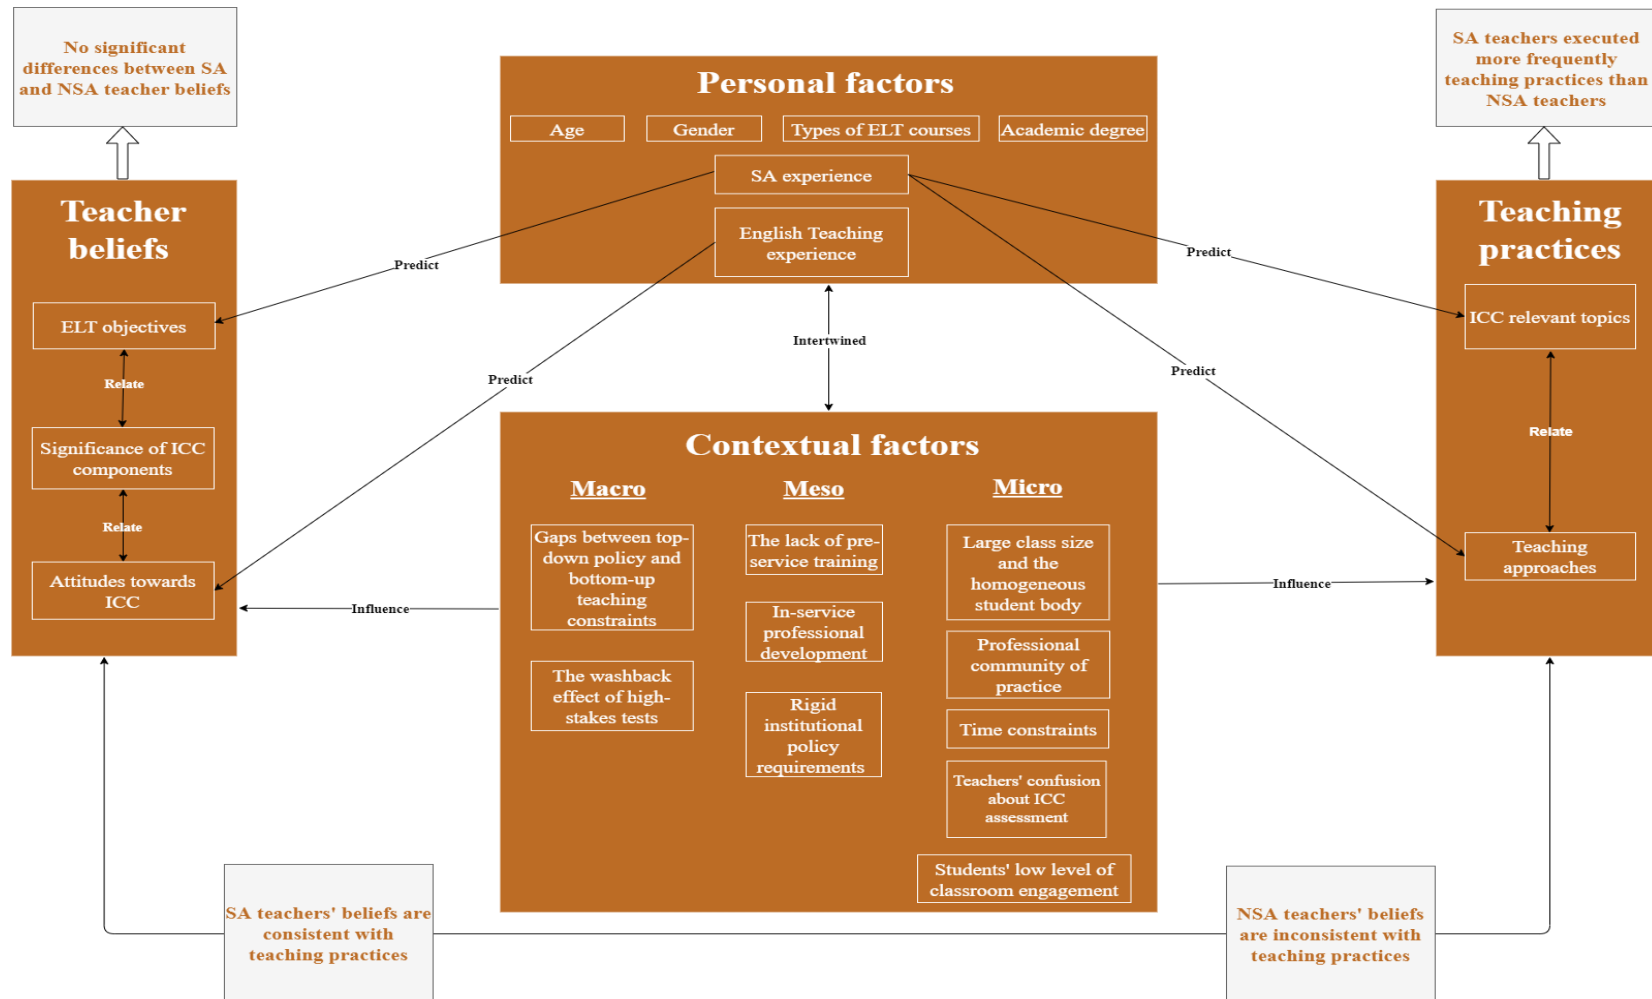 No significant
differences between SA
and NSA teacher beliefs
SA teachers executed
more frequently
teaching practices than
NSA teachers
Personal factors
Age
Gender
Types of ELT courses
Academic degree
SA experience
English Teaching
experience
Teacher
beliefs
ELT objectives
Relate
Significance of ICC
components
Relate
Attitudes towards
ICC
Predict
Predict
Intertwined
Predict
Predict
Teaching
practices
ICC relevant topics
Relate
Teaching
approaches
Influence
Influence
Contextual factors
Macro
Gaps between top-
down policy and
bottom-up
teaching
constraints
The washback
effect of high-
stakes tests
Meso
The lack of pre-
service training
In-service
professional
development
Rigid
institutional
policy
requirements
Micro
Large class size
and the
homogeneous
student body
Professional
community of
practice
Time constraints
Teachers' confusion
about ICC
assessment
Students' low level of
classroom engagement
SA teachers' beliefs are
consistent with
teaching practices
NSA teachers' beliefs
are inconsistent with
teaching practices